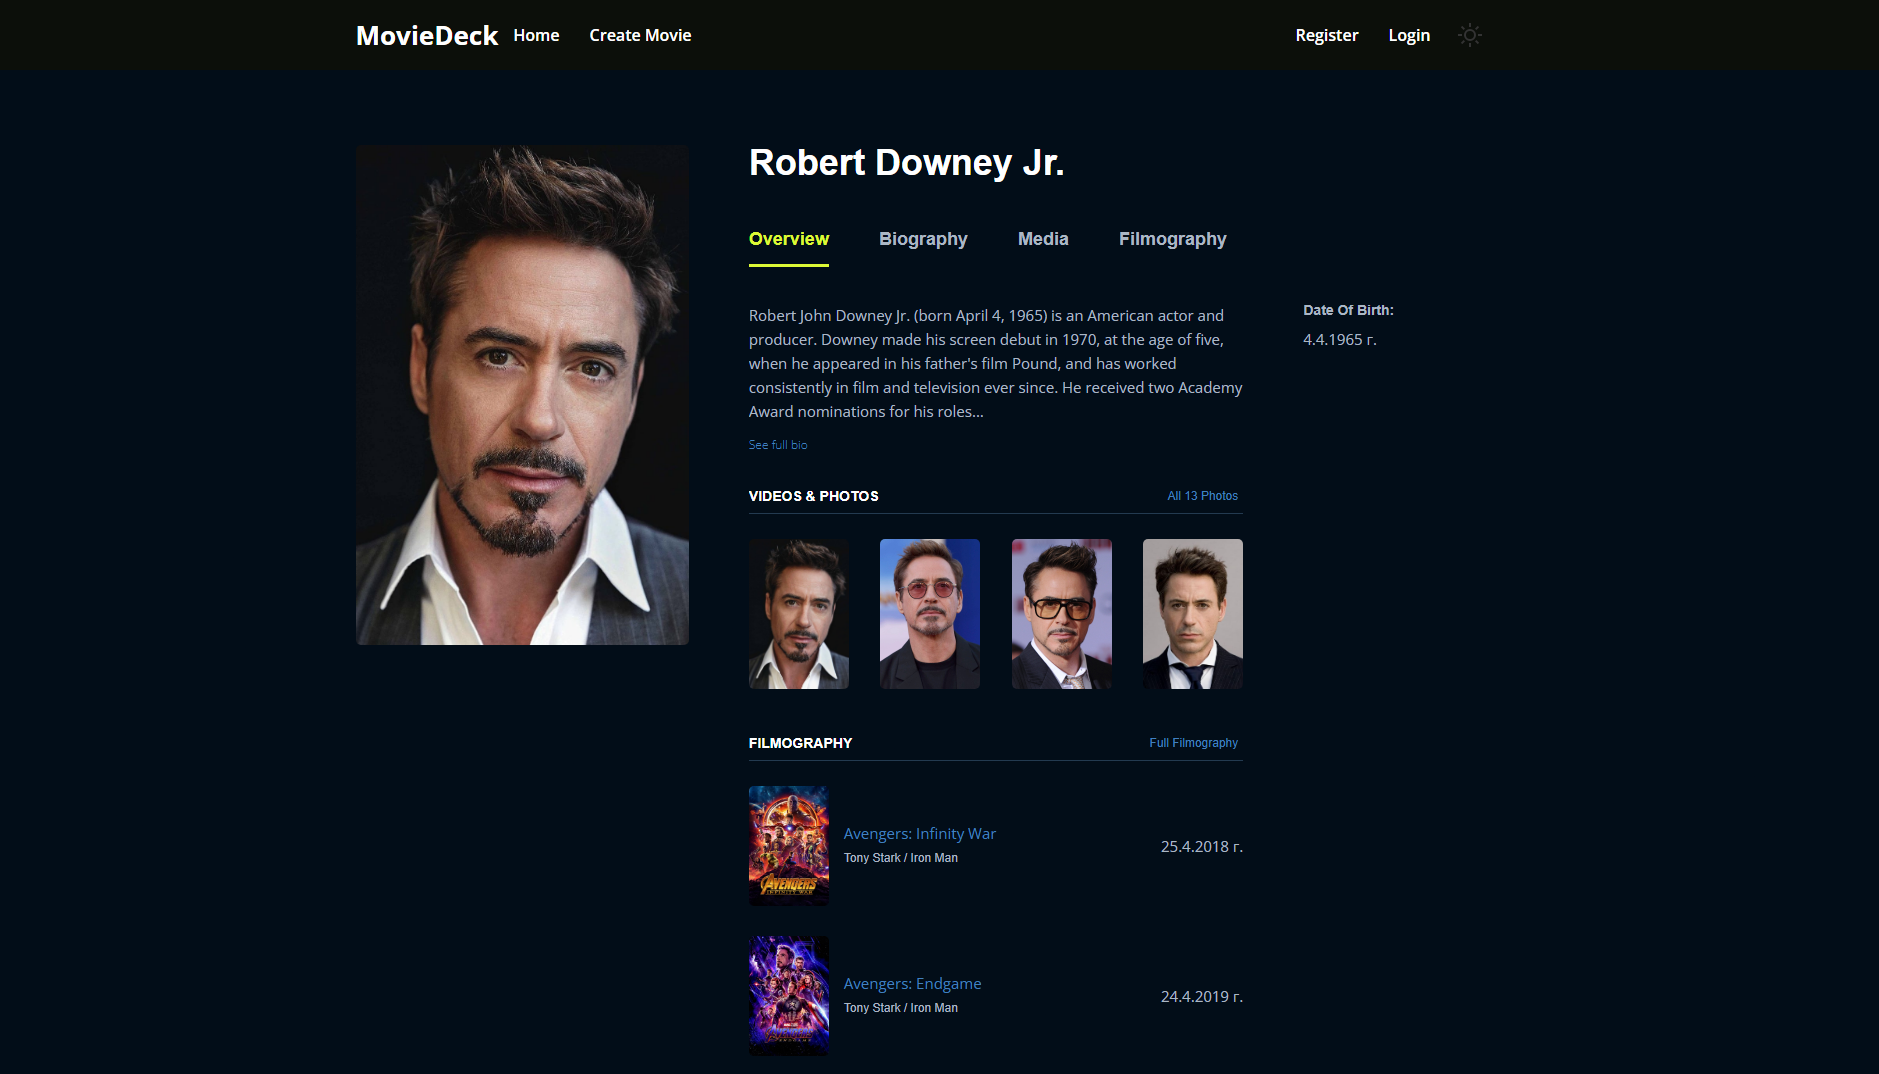 MovieDeck Home Create Movie Register Login
Robert Downey Jr.
Overview Biography Media Filmography
Robert John Downey Jr. (born April 4, 1965) is an American actor and
producer. Downey made his screen debut in 1970, at the age of five,
when he appeared in his father's film Pound, and has worked
consistently in film and television ever since. He received two Academy
Award nominations for his roles...
See full bio
Date Of Birth:
4.4.1965 г.
VIDEOS & PHOTOS All 13 Photos
FILMOGRAPHY Full Filmography
AVENGERS
INFINITY WAR
Avengers: Infinity War
Tony Stark / Iron Man
25.4.2018 г.
AVENGERS
ENDGAME
Avengers: Endgame
Tony Stark / Iron Man
24.4.2019 г.